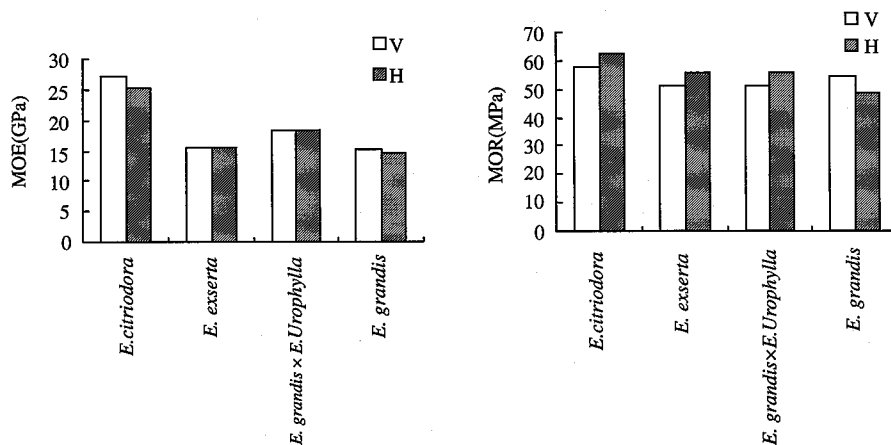 V
H
MOE(GPa)
30
25
20
15
10
5
0
E.citriodora
E. exserta
E. grandis × E.Urophylla
E. grandis
V
H
MOR(MPa)
70
60
50
40
30
20
10
0
E.citriodora
E. exserta
E. grandis×E.Urophylla
E. grandis